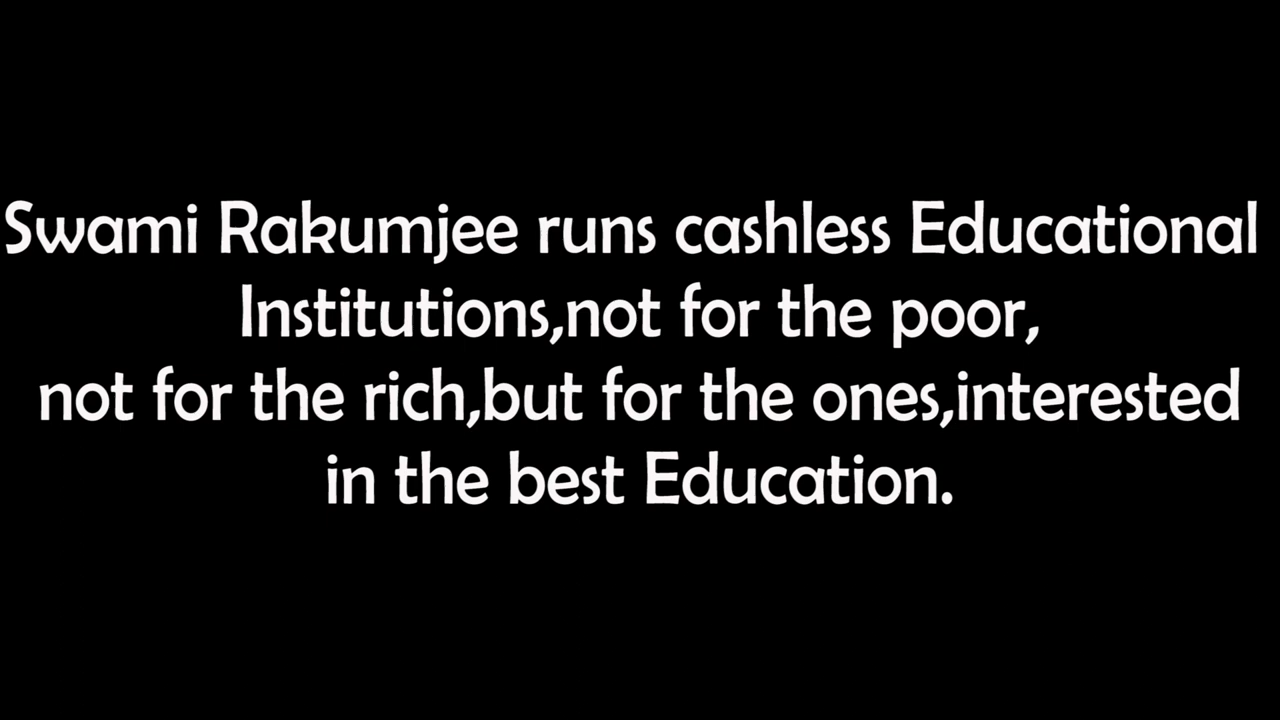 Swami Rakumjee runs cashless Educational
Institutions,not for the poor,
not for the rich,but for the ones,interested
in the best Education.